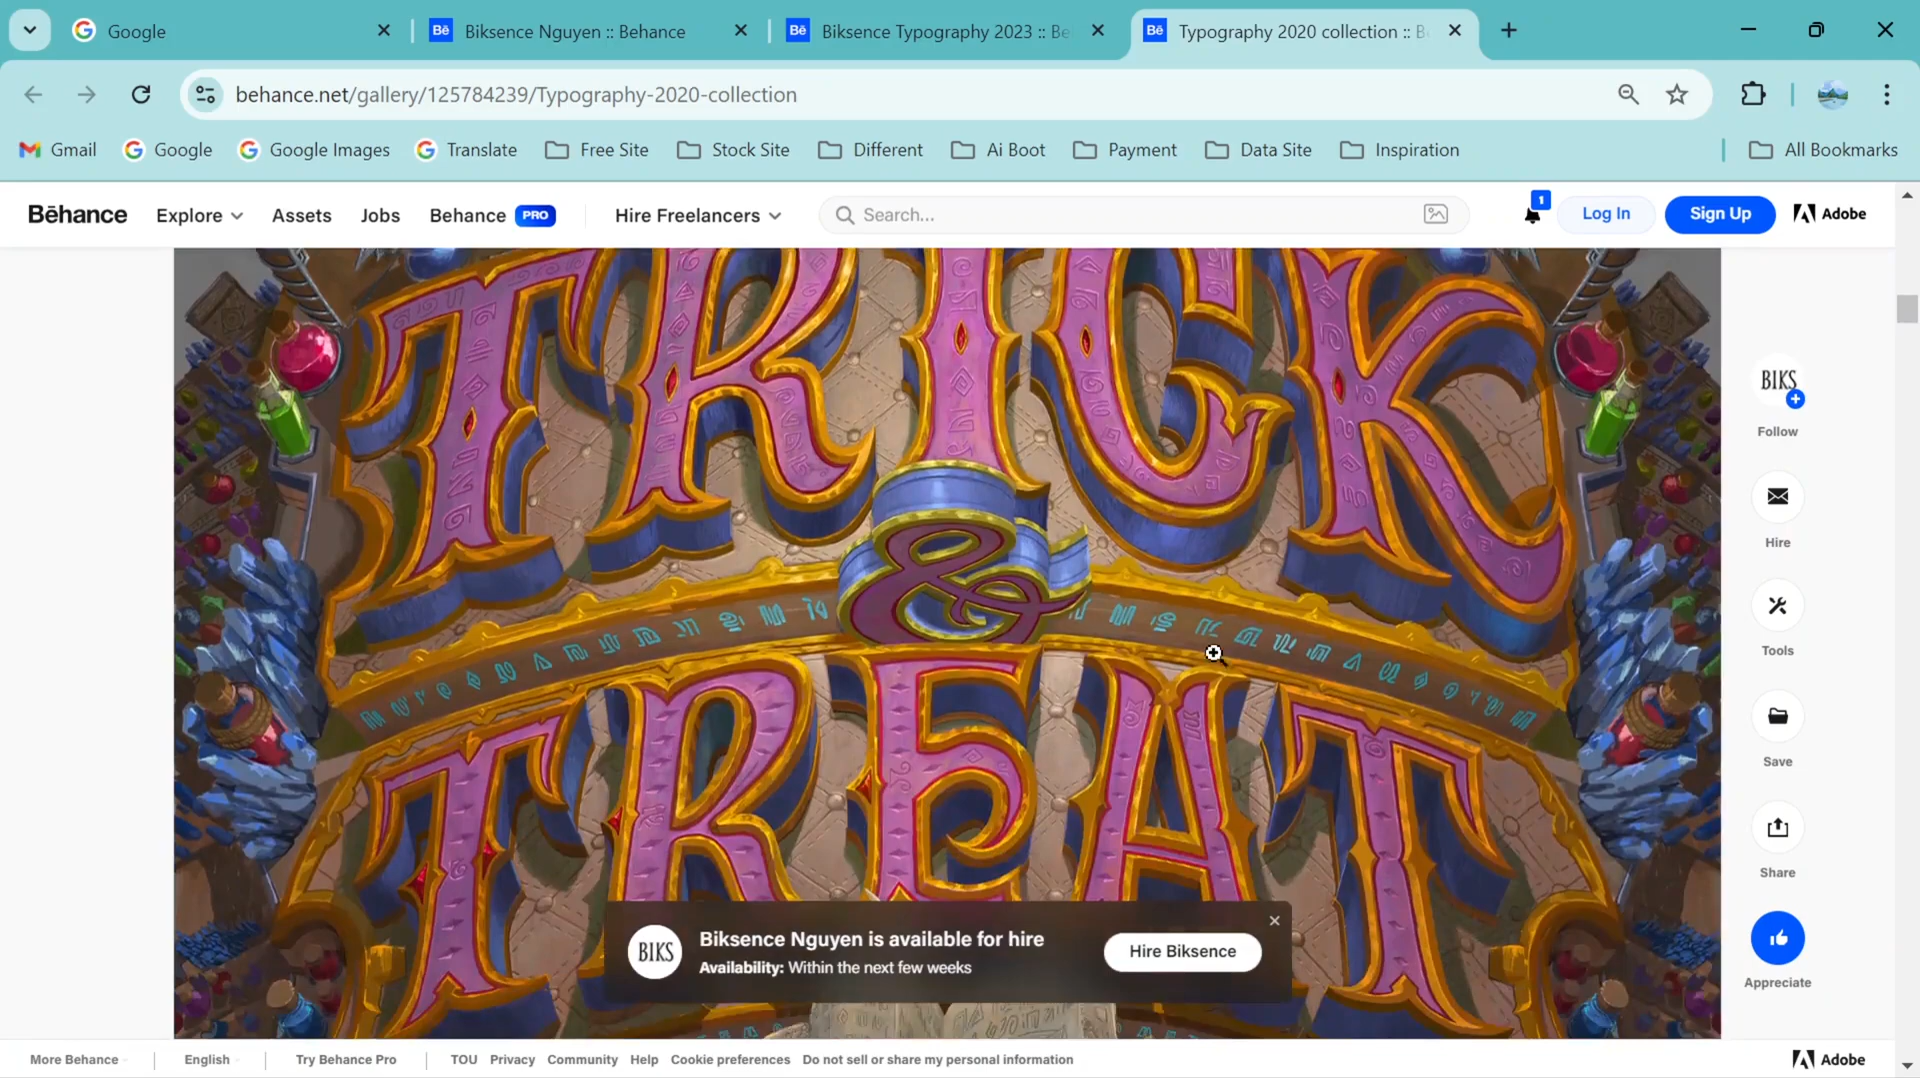 Google
Bē Biksence Nguyen :: Behance
Bē Biksence Typography 2023 :: Be
Bē Typography 2020 collection :: B
behance.net/gallery/125784239/Typography-2020-collection
Gmail Google Google Images Translate Free Site Stock Site Different Ai Boot Payment Data Site Inspiration All Bookmarks
Bēhance Explore Assets Jobs Behance PRO Hire Freelancers Search... 1 Log In Sign Up Adobe
TRICK
&
TREAT
BIKS
Follow
Hire
Tools
Save
Share
Appreciate
BIKS
Biksence Nguyen is available for hire
Availability: Within the next few weeks
Hire Biksence
More Behance English Try Behance Pro TOU Privacy Community Help Cookie preferences Do not sell or share my personal information Adobe